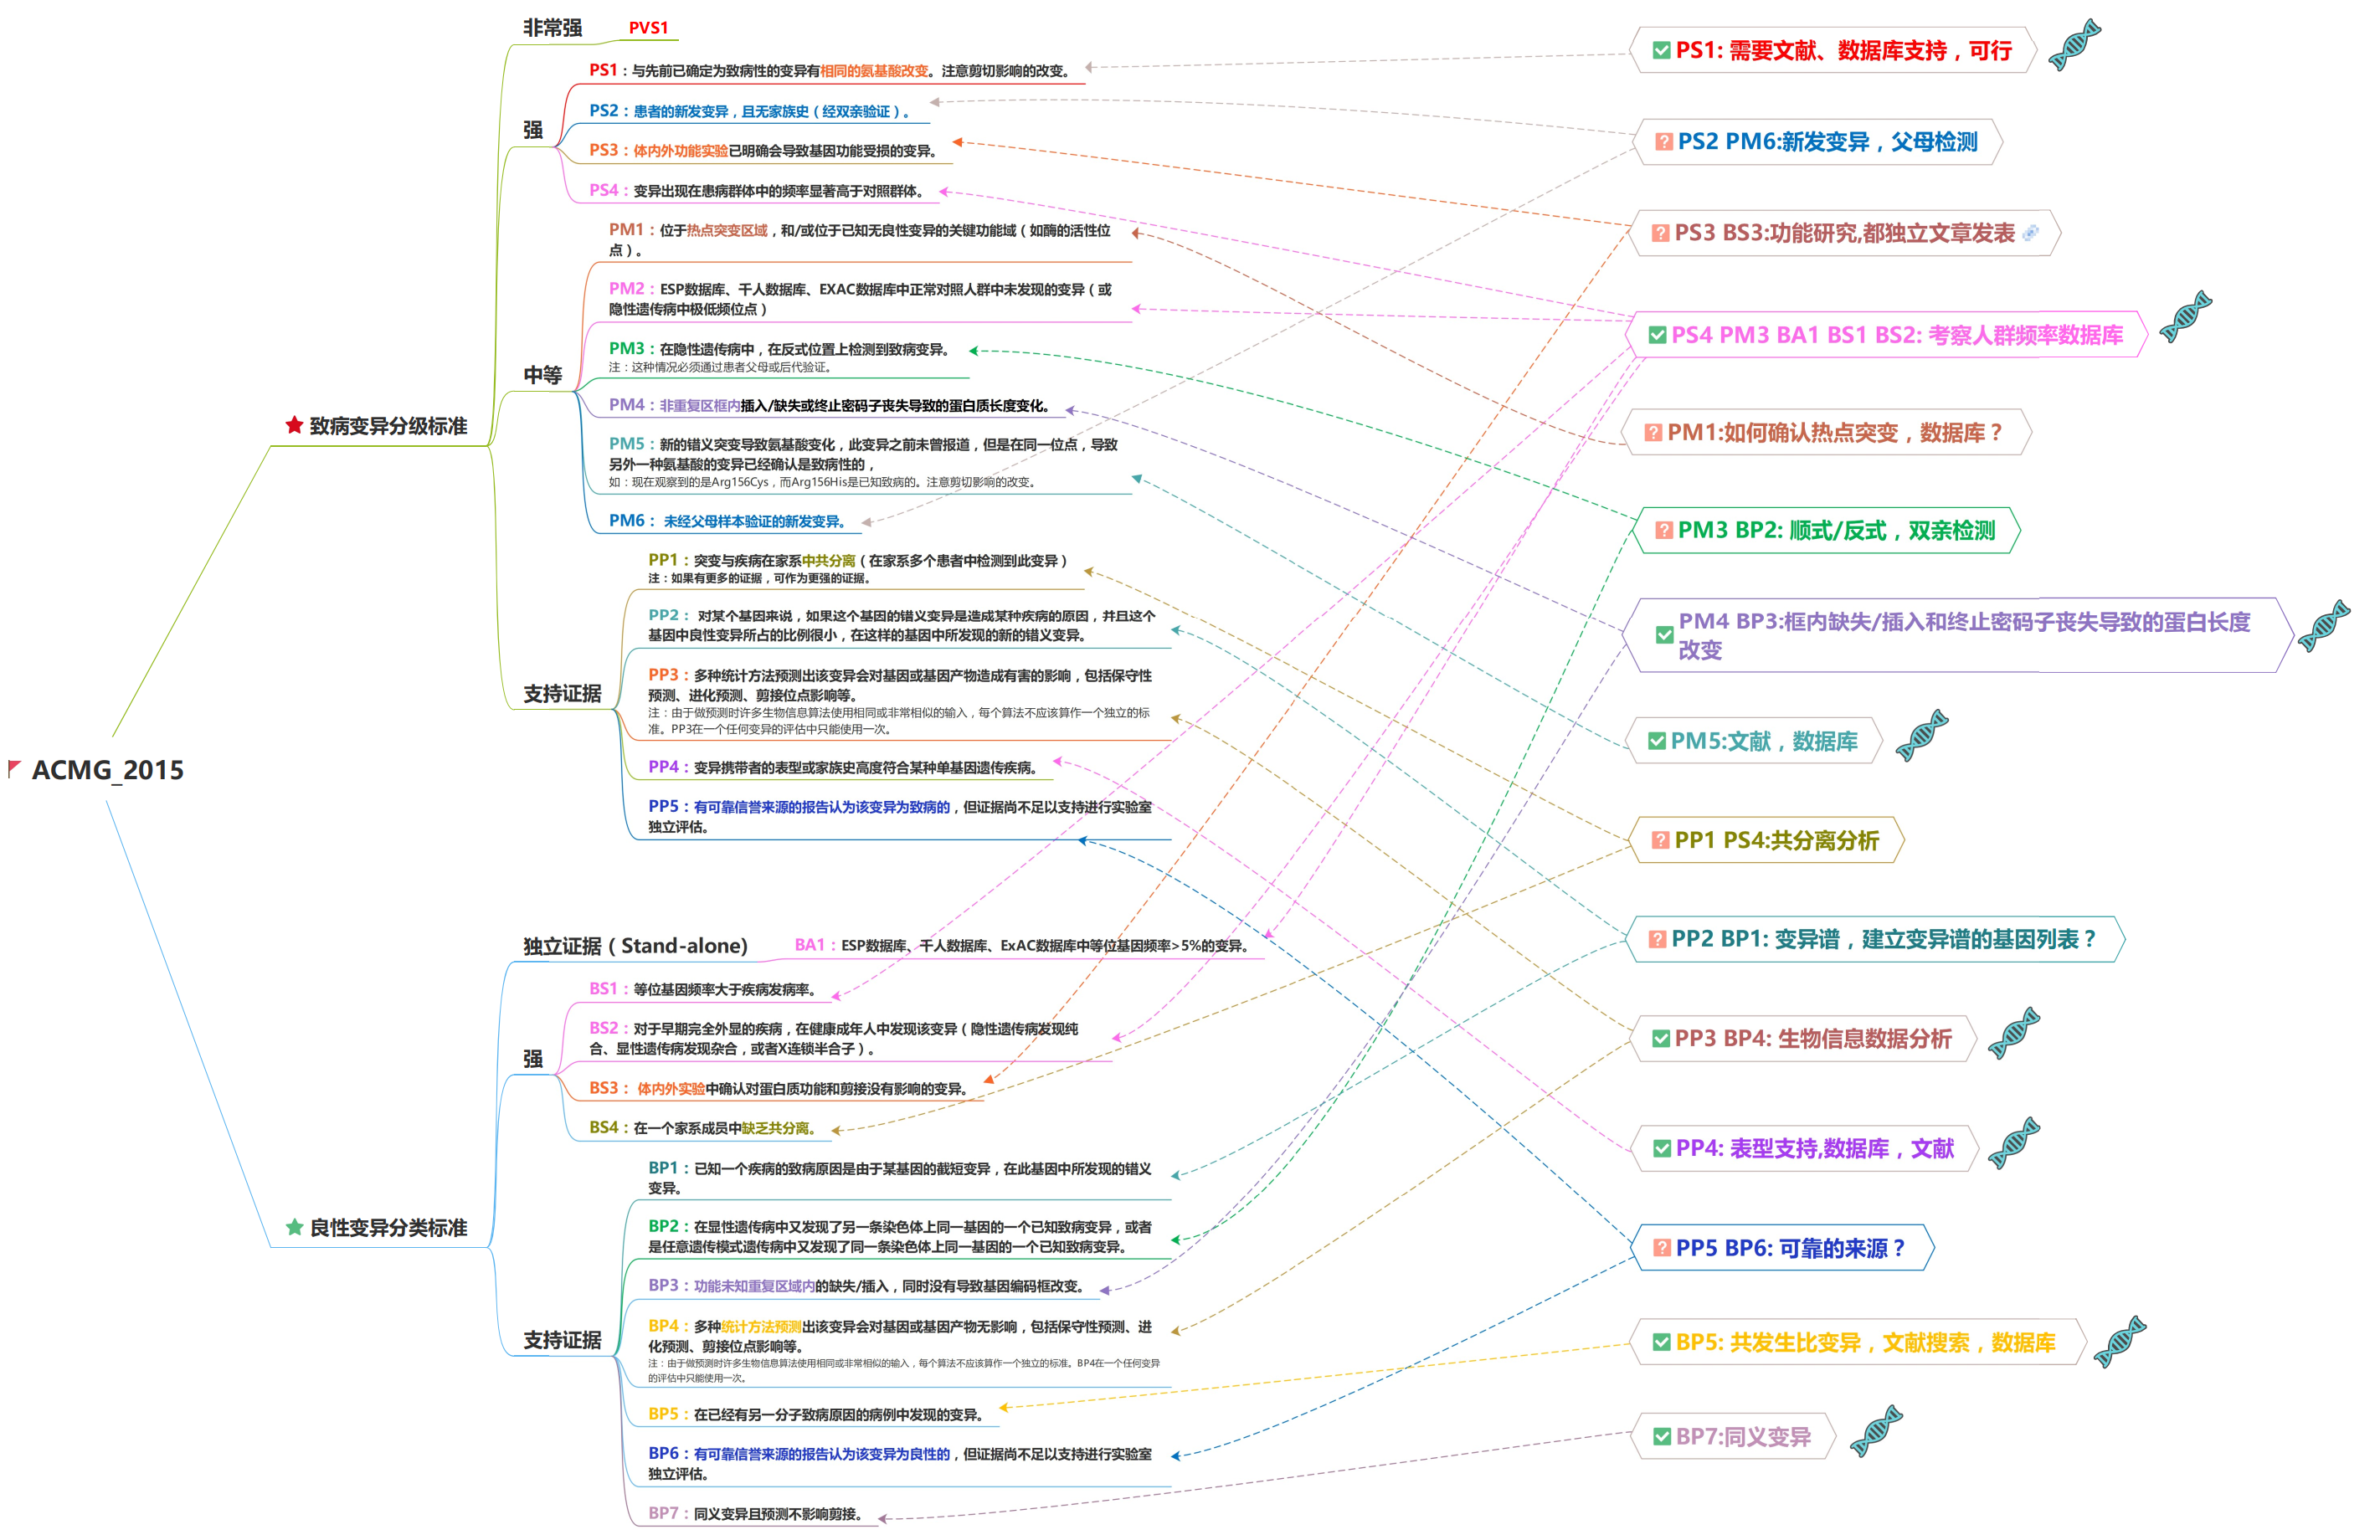 ACMG_2015
致病变异分级标准
非常强
PVS1
强
PS1：与先前已确定为致病性的变异有相同的氨基酸改变。注意剪切影响的改变。
PS2：患者的新发变异，且无家族史（经双亲验证）。
PS3：体内外功能实验已明确会导致基因功能受损的变异。
PS4：变异出现在患病群体中的频率显著高于对照群体。
中等
PM1：位于热点突变区域，和/或位于已知无良性变异的关键功能域（如酶的活性位
点）。
PM2：ESP数据库、千人数据库、EXAC数据库中正常对照人群中未发现的变异（或
隐性遗传病中极低频位点）
PM3：在隐性遗传病中，在反式位置上检测到致病变异。
注：这种情况必须通过患者父母或后代验证。
PM4：非重复区框内插入/缺失或终止密码子丧失导致的蛋白质长度变化。
PM5：新的错义突变导致氨基酸变化，此变异之前未曾报道，但是在同一位点，导致
另外一种氨基酸的变异已经确认是致病性的，
如：现在观察到的是Arg156Cys，而Arg156His是已知致病的。注意剪切影响的改变。
PM6： 未经父母样本验证的新发变异。
支持证据
PP1：突变与疾病在家系中共分离（在家系多个患者中检测到此变异）
注：如果有更多的证据，可作为更强的证据。
PP2： 对某个基因来说，如果这个基因的错义变异是造成某种疾病的原因，并且这个
基因中良性变异所占的比例很小，在这样的基因中所发现的新的错义变异。
PP3：多种统计方法预测出该变异会对基因或基因产物造成有害的影响，包括保守性
预测、进化预测、剪接位点影响等。
注：由于做预测时许多生物信息算法使用相同或非常相似的输入，每个算法不应该算作一个独立的标
准。PP3在一个任何变异的评估中只能使用一次。
PP4：变异携带者的表型或家族史高度符合某种单基因遗传疾病。
PP5：有可靠信誉来源的报告认为该变异为致病的，但证据尚不足以支持进行实验室
独立评估。
良性变异分类标准
独立证据（Stand-alone)
BA1：ESP数据库、千人数据库、ExAC数据库中等位基因频率>5%的变异。
强
BS1：等位基因频率大于疾病发病率。
BS2：对于早期完全外显的疾病，在健康成年人中发现该变异（隐性遗传病发现纯
合、显性遗传病发现杂合，或者X连锁半合子）。
BS3： 体内外实验中确认对蛋白质功能和剪接没有影响的变异。
BS4：在一个家系成员中缺乏共分离。
支持证据
BP1：已知一个疾病的致病原因是由于某基因的截短变异，在此基因中所发现的错义
变异。
BP2：在显性遗传病中又发现了另一条染色体上同一基因的一个已知致病变异，或者
是任意遗传模式遗传病中又发现了同一条染色体上同一基因的一个已知致病变异。
BP3：功能未知重复区域内的缺失/插入，同时没有导致基因编码框改变。
BP4：多种统计方法预测出该变异会对基因或基因产物无影响，包括保守性预测、进
化预测、剪接位点影响等。
注：由于做预测时许多生物信息算法使用相同或非常相似的输入，每个算法不应该算作一个独立的标准。BP4在一个任何变异
的评估中只能使用一次。
BP5：在已经有另一分子致病原因的病例中发现的变异。
BP6：有可靠信誉来源的报告认为该变异为良性的，但证据尚不足以支持进行实验室
独立评估。
BP7：同义变异且预测不影响剪接。
PS1: 需要文献、数据库支持，可行
PS2 PM6:新发变异，父母检测
PS3 BS3:功能研究,都独立文章发表
PS4 PM3 BA1 BS1 BS2: 考察人群频率数据库
PM1:如何确认热点突变，数据库？
PM3 BP2: 顺式/反式，双亲检测
PM4 BP3:框内缺失/插入和终止密码子丧失导致的蛋白长度
改变
PM5:文献，数据库
PP1 PS4:共分离分析
PP2 BP1: 变异谱，建立变异谱的基因列表？
PP3 BP4: 生物信息数据分析
PP4: 表型支持,数据库，文献
PP5 BP6: 可靠的来源？
BP5: 共发生比变异，文献搜索，数据库
BP7:同义变异